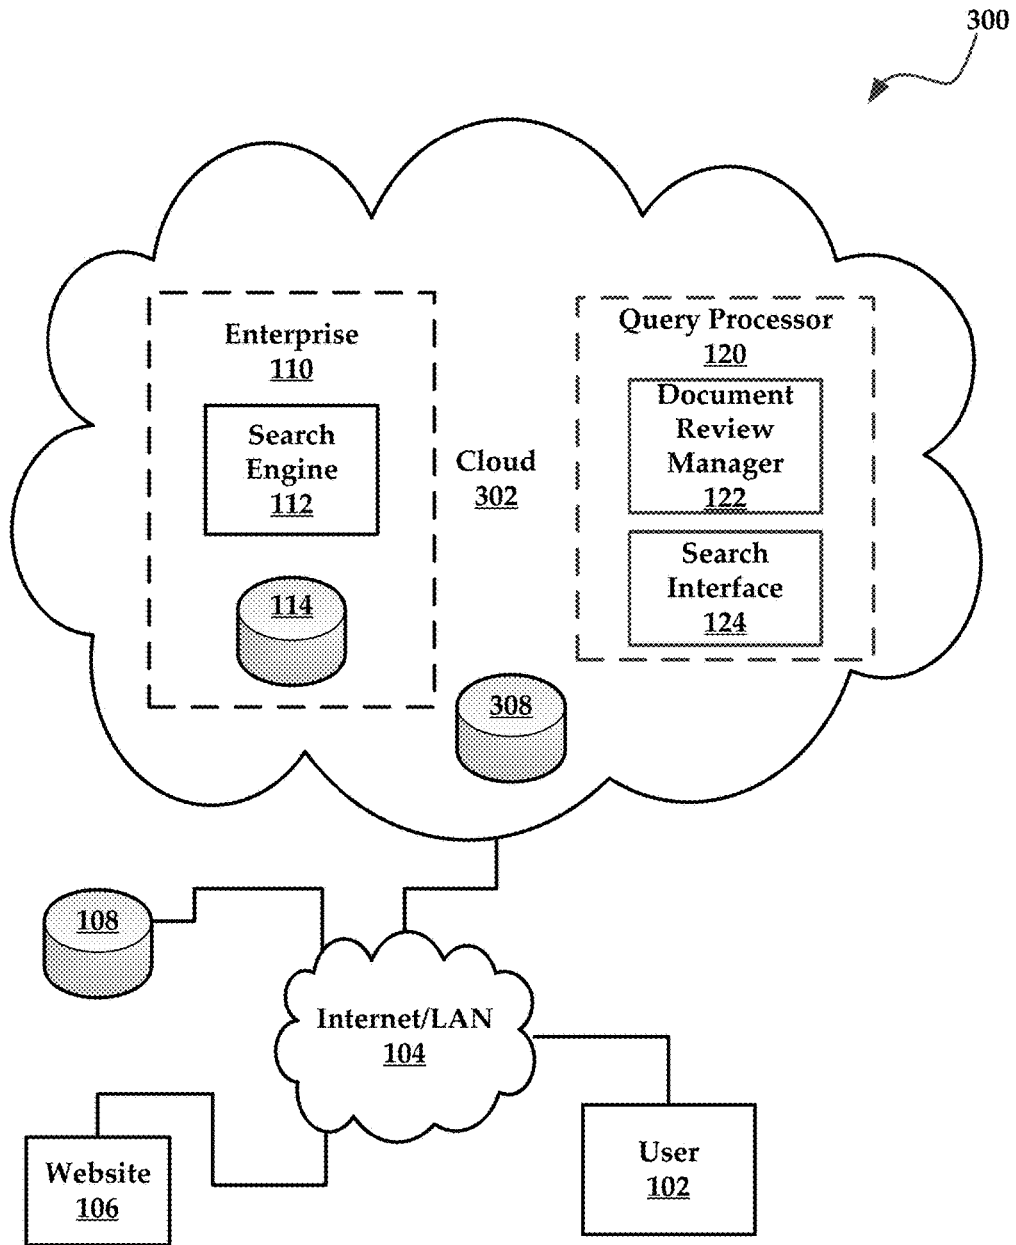 300
Enterprise
110
Search
Engine
112
114
Cloud
302
Query Processor
120
Document
Review
Manager
122
Search
Interface
124
308
108
Internet/LAN
104
Website
106
User
102